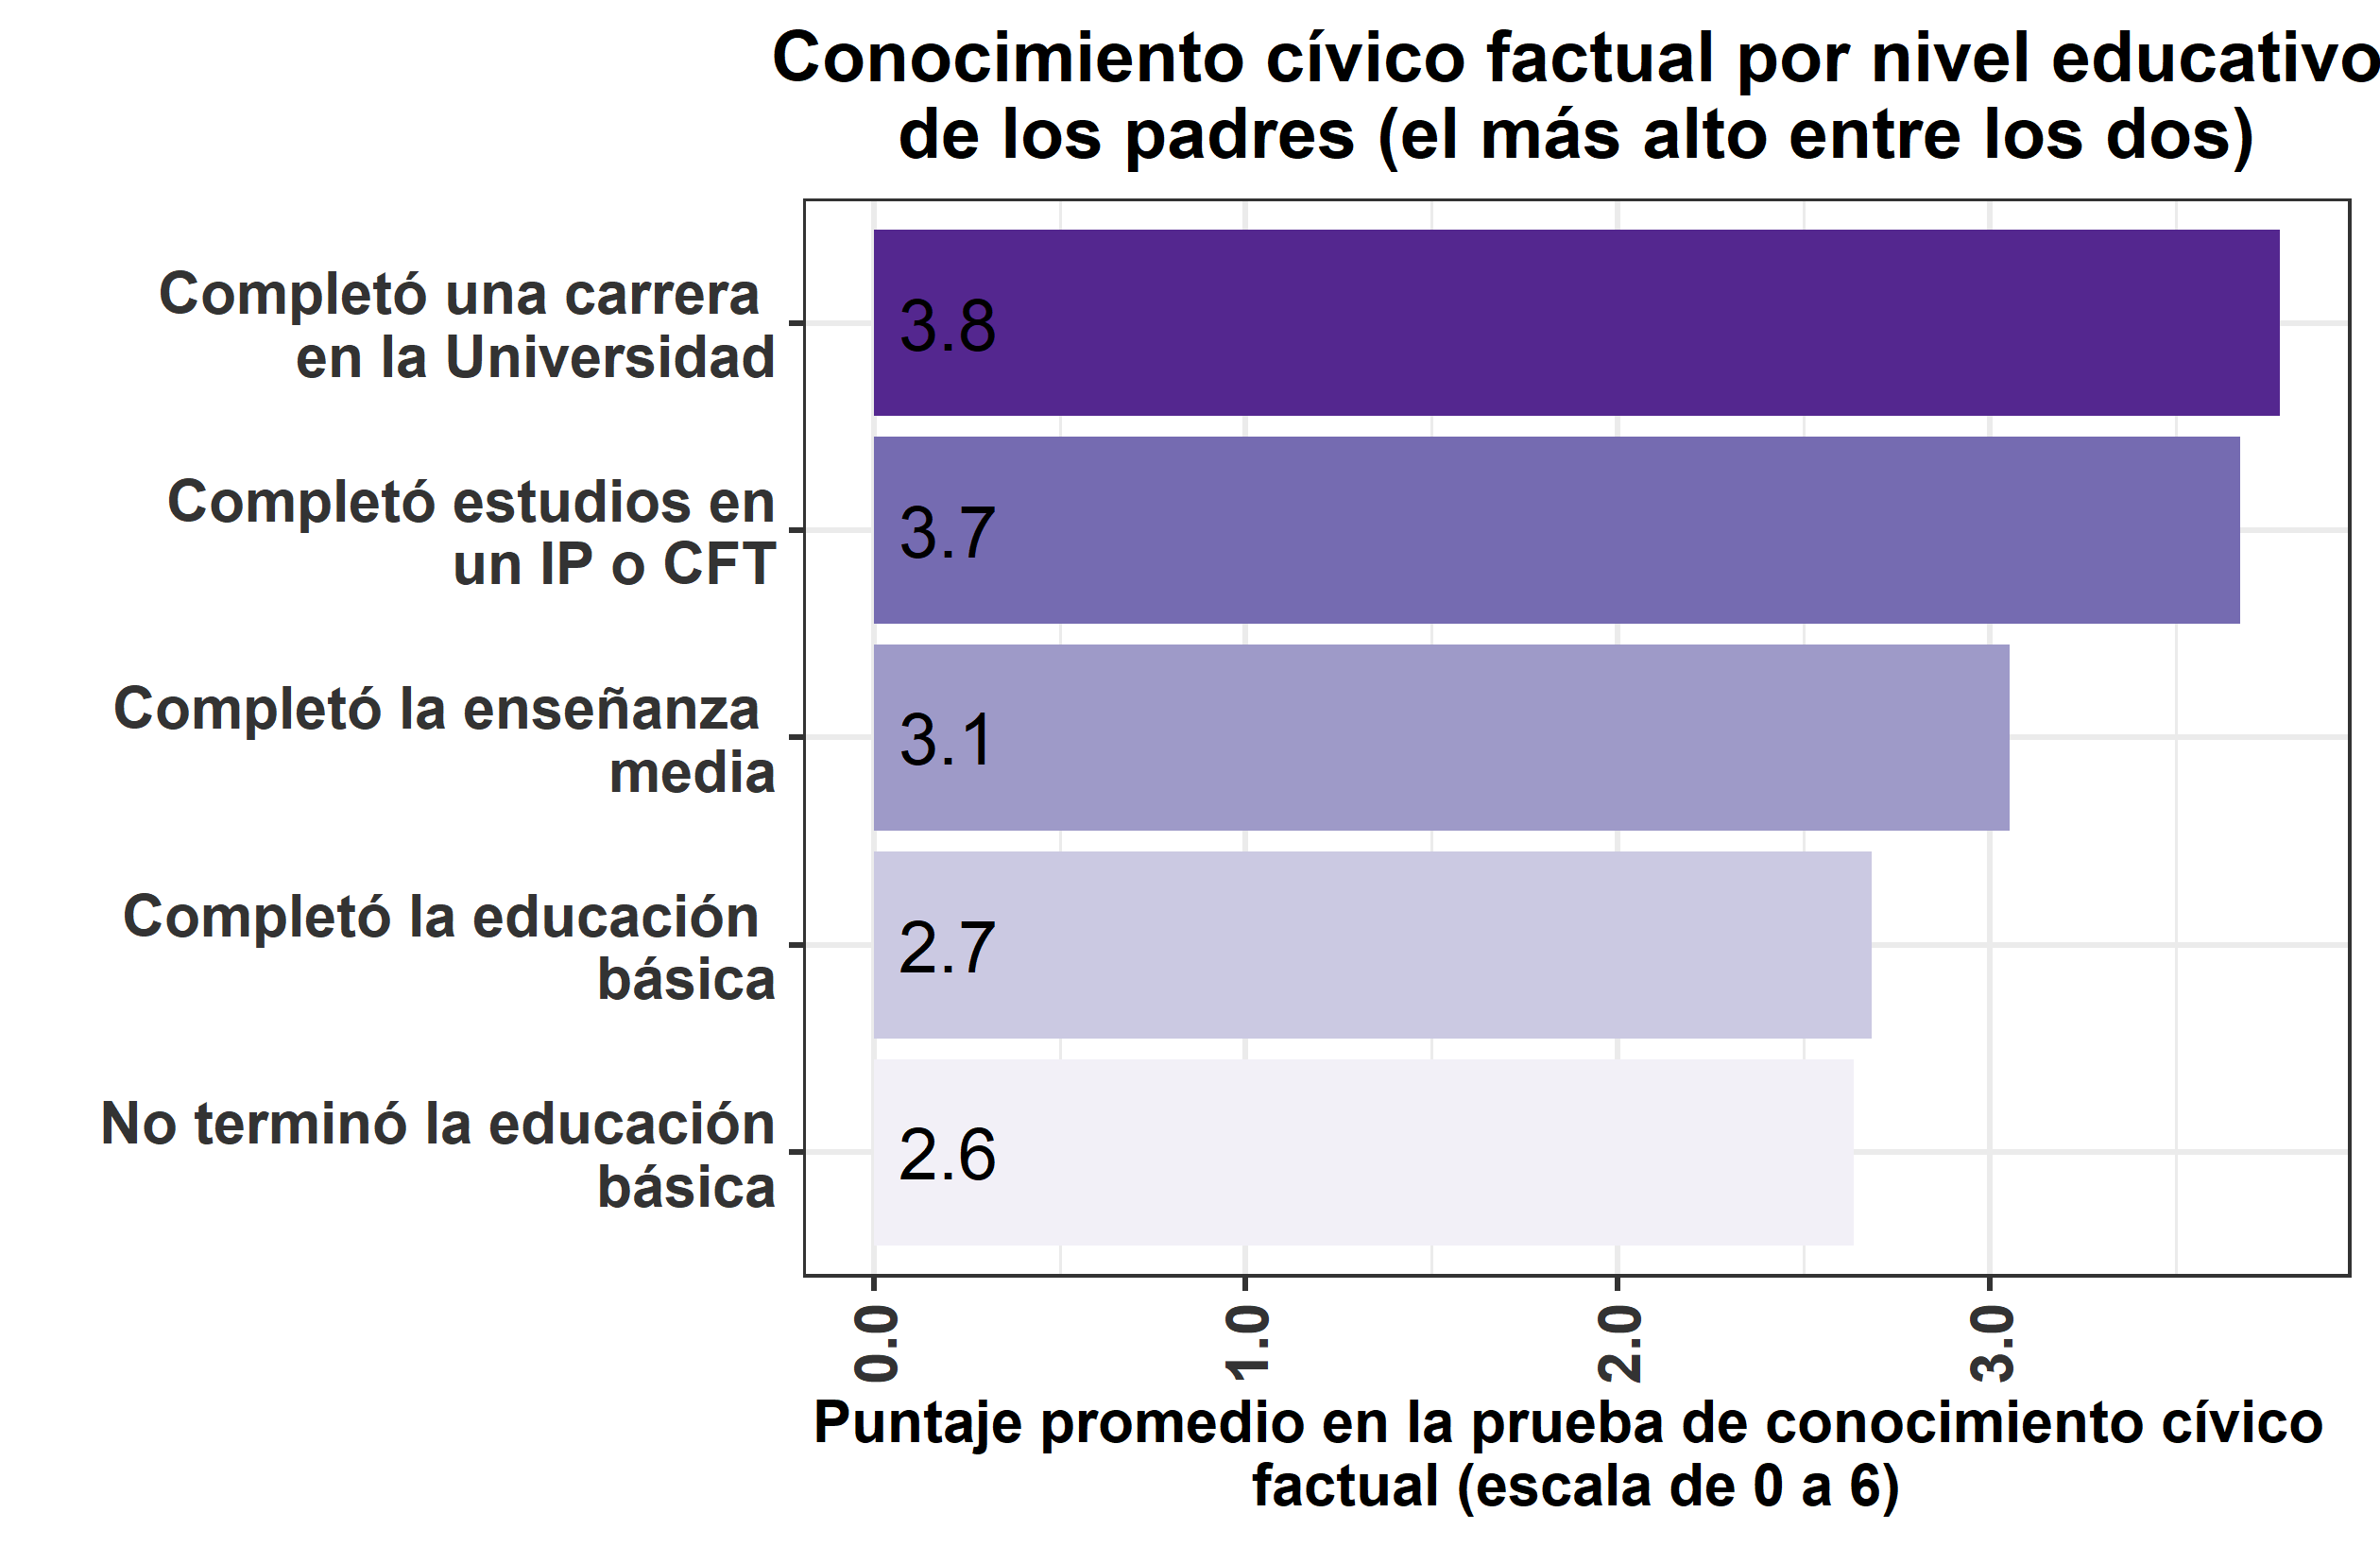 Conocimiento cívico factual por nivel educativo
de los padres (el más alto entre los dos)
Completó una carrera
en la Universidad
3.8
Completó estudios en
un IP o CFT
3.7
Completó la enseñanza
media
3.1
Completó la educación
básica
2.7
No terminó la educación
básica
2.6
0.0
1.0
2.0
3.0
Puntaje promedio en la prueba de conocimiento cívico
factual (escala de 0 a 6)